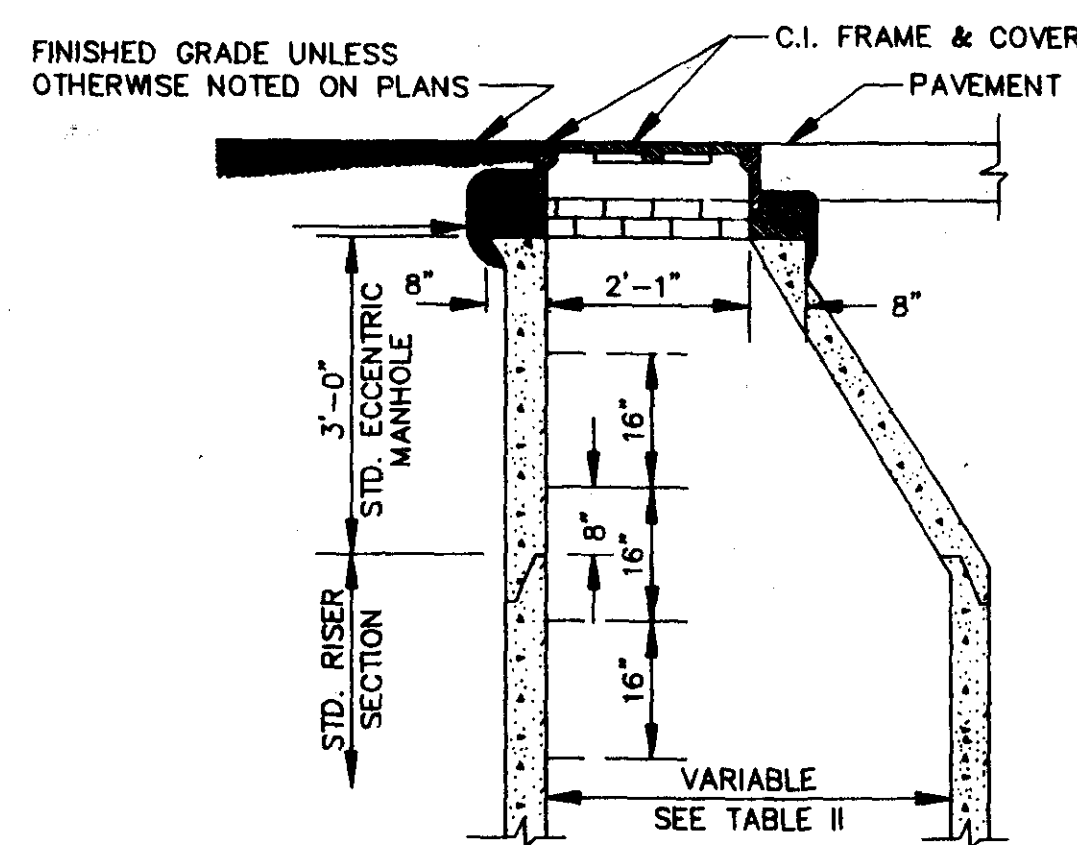 FINISHED GRADE UNLESS
OTHERWISE NOTED ON PLANS
C.I. FRAME & COVER
PAVEMENT
8"
2'-1"
8"
3'-0"
STD. ECCENTRIC
MANHOLE
16"
8"
16"
16"
STD. RISER
SECTION
VARIABLE
SEE TABLE II